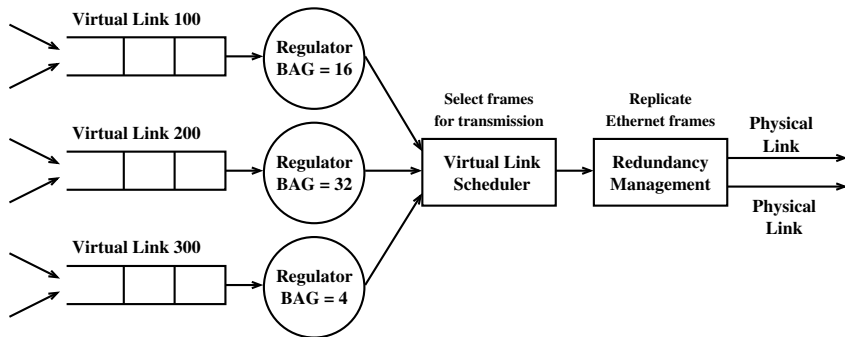 Virtual Link 100
Regulator
BAG = 16
Virtual Link 200
Regulator
BAG = 32
Virtual Link 300
Regulator
BAG = 4
Select frames
for transmission
Virtual Link
Scheduler
Replicate
Ethernet frames
Redundancy
Management
Physical
Link
Physical
Link